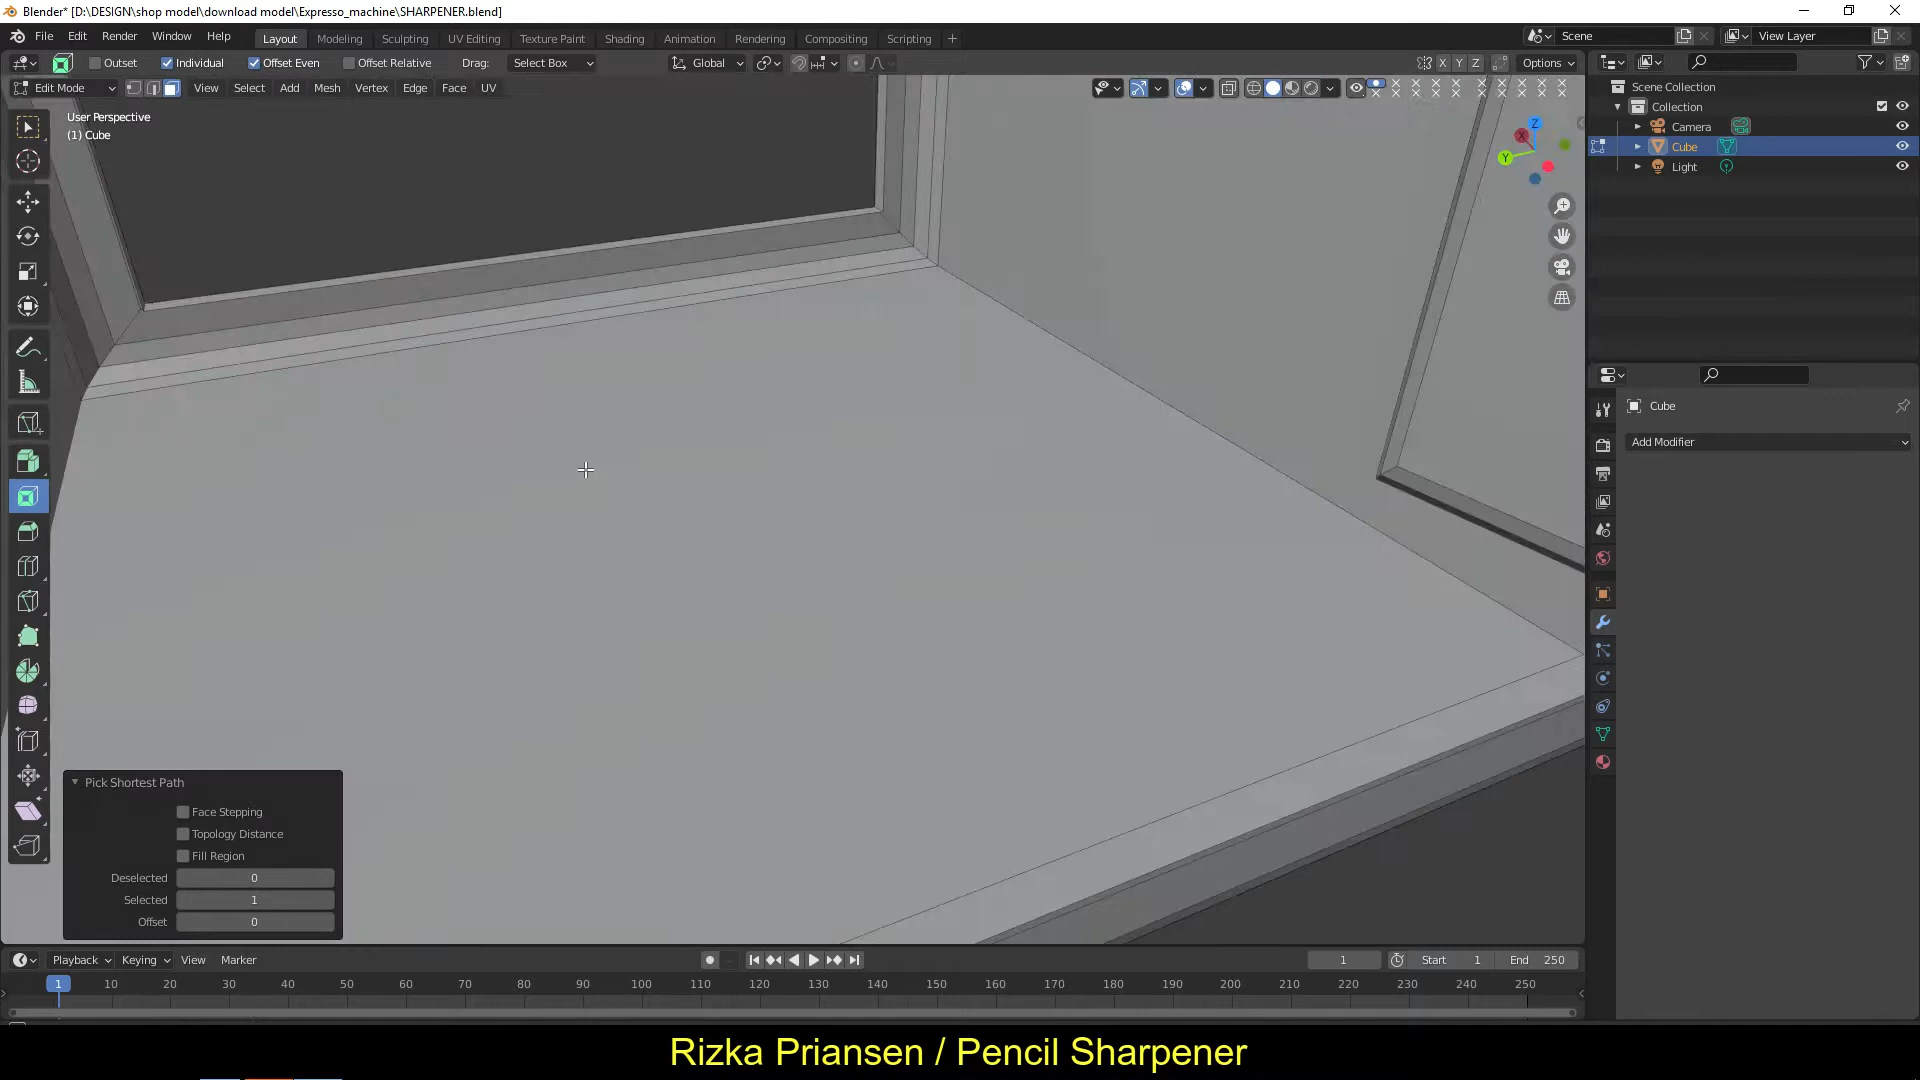 Blender* [D:\DESIGN\shop model\download model\Expresso_machine\SHARPENER.blend]
File Edit Render Window Help Layout Modeling Sculpting UV Editing Texture Paint Shading Animation Rendering Compositing Scripting + Scene View Layer
Outset Individual Offset Even Offset Relative Drag: Select Box Global X Y Z Options
Edit Mode View Select Add Mesh Vertex Edge Face UV
User Perspective
(1) Cube
Z
X
Y
Scene Collection
Collection
Camera
Cube
Light
Cube
Add Modifier
Pick Shortest Path
Face Stepping
Topology Distance
Fill Region
Deselected 0
Selected 1
Offset 0
Playback Keying View Marker 1 Start 1 End 250
1 10 20 30 40 50 60 70 80 90 100 110 120 130 140 150 160 170 180 190 200 210 220 230 240 250
Rizka Priansen / Pencil Sharpener